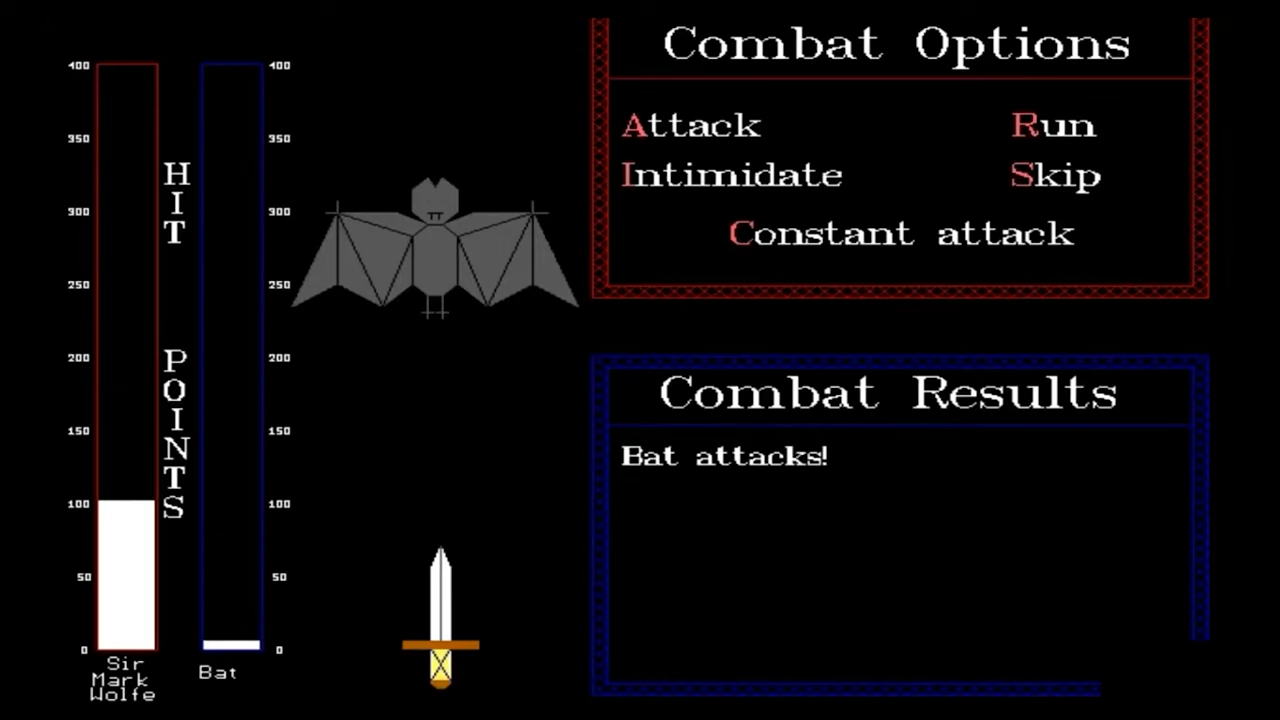 Combat Options
Attack Run
Intimidate Skip
Constant attack
400 400
350 350
300 300
250 250
200 200
150 150
100 100
50 50
0 0
HIT
POINTS
Sir
Mark
Wolfe
Bat
Combat Results
Bat attacks!